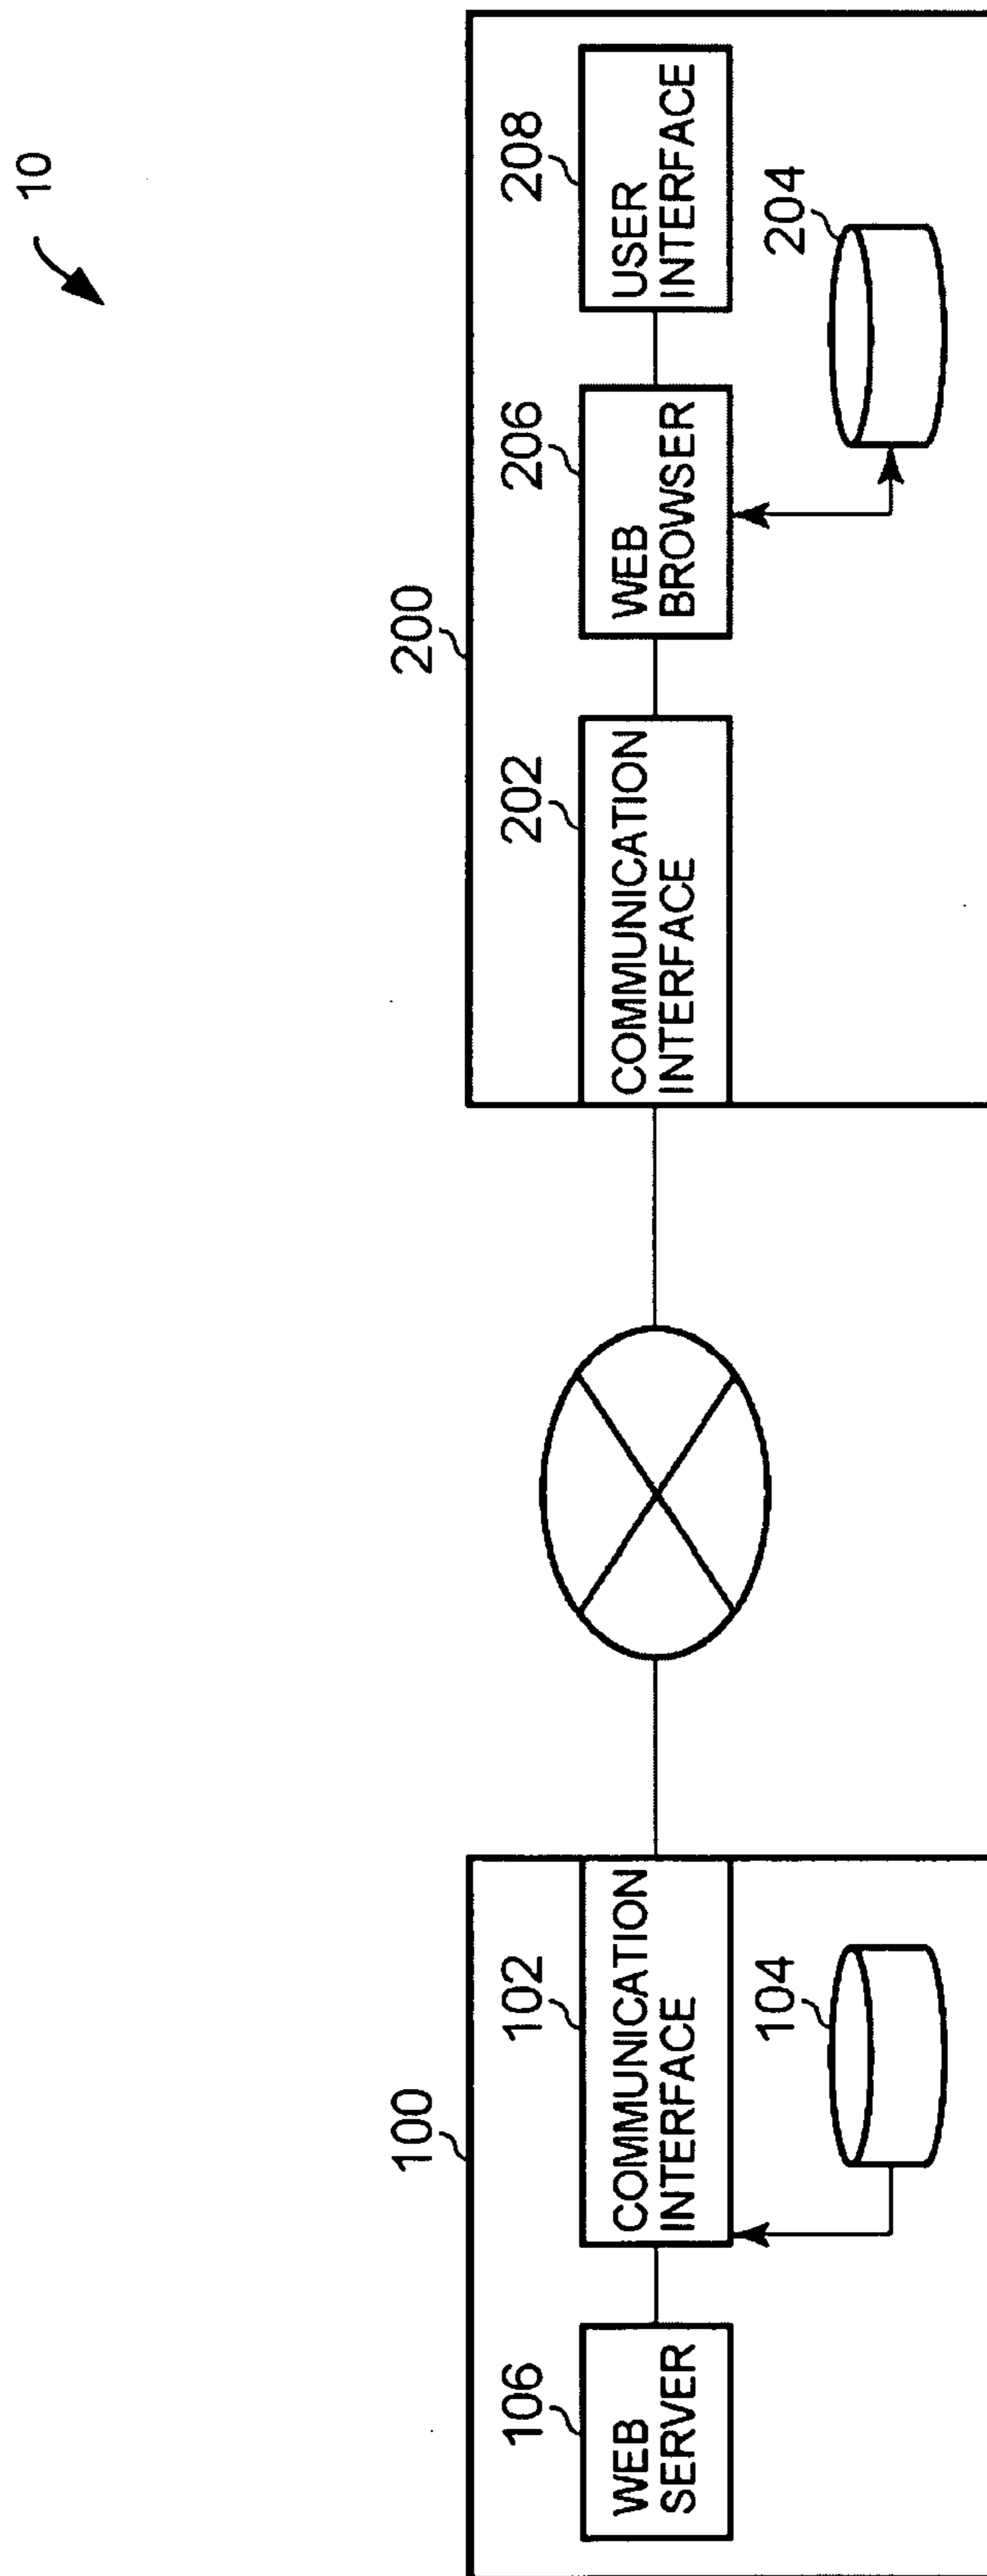 10
100
106
WEB
SERVER
102
COMMUNICATION
INTERFACE
104
200
202
COMMUNICATION
INTERFACE
206
WEB
BROWSER
208
USER
INTERFACE
204